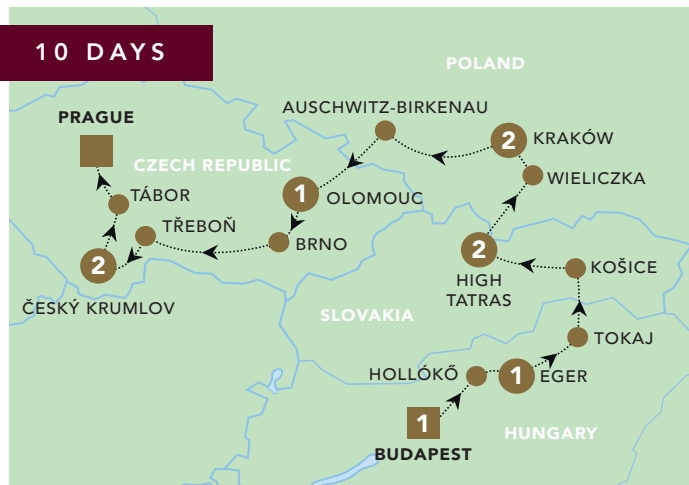 10 DAYS
POLAND
AUSCHWITZ-BIRKENAU
PRAGUE
2
KRAKÓW
CZECH REPUBLIC
WIELICZKA
1
OLOMOUC
TÁBOR
TŘEBOŇ
BRNO
2
2
KOŠICE
HIGH
TATRAS
ČESKÝ KRUMLOV
SLOVAKIA
TOKAJ
HOLLÓKŐ
1
EGER
1
HUNGARY
BUDAPEST